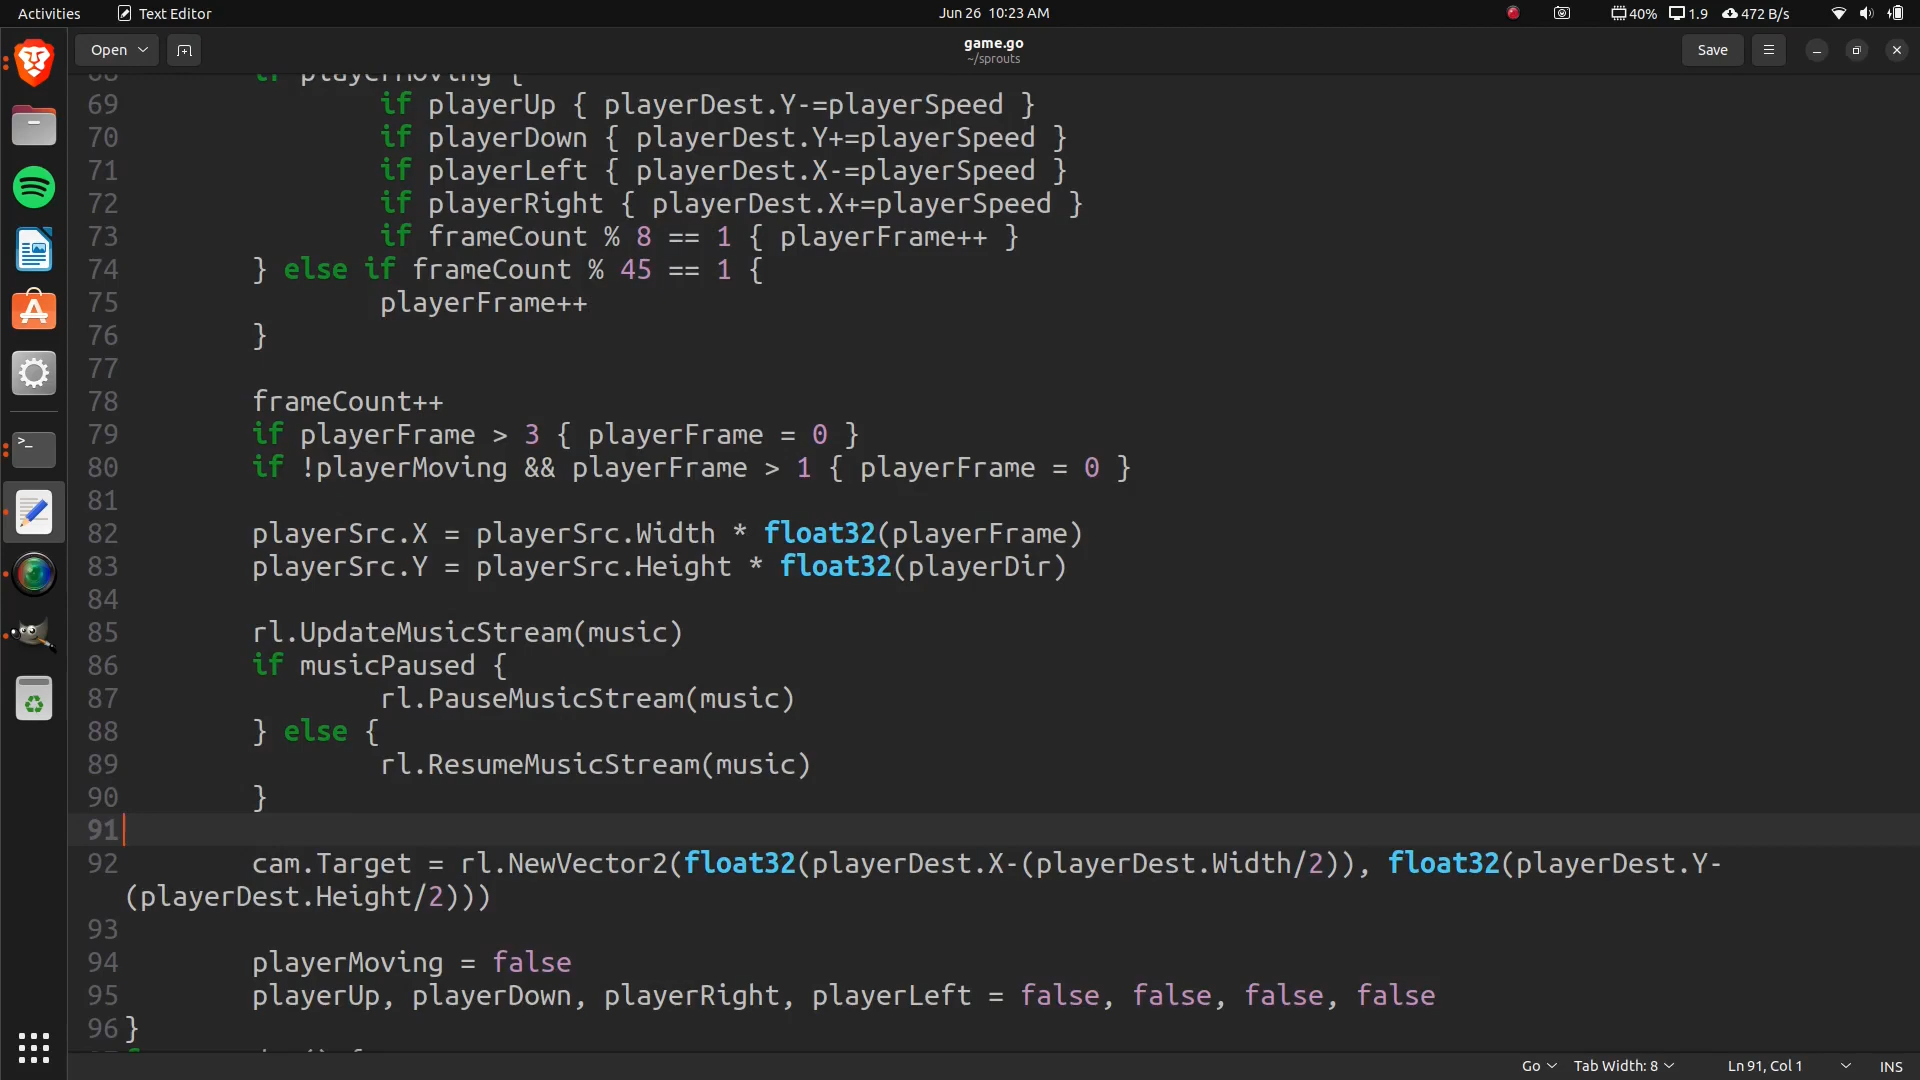 Activities Text Editor Jun 26 10:23 AM 40% 1.9 472 B/s
Open game.go Save
~/sprouts
68 if playerMoving {
69 if playerUp { playerDest.Y-=playerSpeed }
70 if playerDown { playerDest.Y+=playerSpeed }
71 if playerLeft { playerDest.X-=playerSpeed }
72 if playerRight { playerDest.X+=playerSpeed }
73 if frameCount % 8 == 1 { playerFrame++ }
74 } else if frameCount % 45 == 1 {
75 playerFrame++
76 }
77
78 frameCount++
79 if playerFrame > 3 { playerFrame = 0 }
80 if !playerMoving && playerFrame > 1 { playerFrame = 0 }
81
82 playerSrc.X = playerSrc.Width * float32(playerFrame)
83 playerSrc.Y = playerSrc.Height * float32(playerDir)
84
85 rl.UpdateMusicStream(music)
86 if musicPaused {
87 rl.PauseMusicStream(music)
88 } else {
89 rl.ResumeMusicStream(music)
90 }
91
92 cam.Target = rl.NewVector2(float32(playerDest.X-(playerDest.Width/2)), float32(playerDest.Y-
(playerDest.Height/2)))
93
94 playerMoving = false
95 playerUp, playerDown, playerRight, playerLeft = false, false, false, false
96 }
Go Tab Width: 8 Ln 91, Col 1 INS